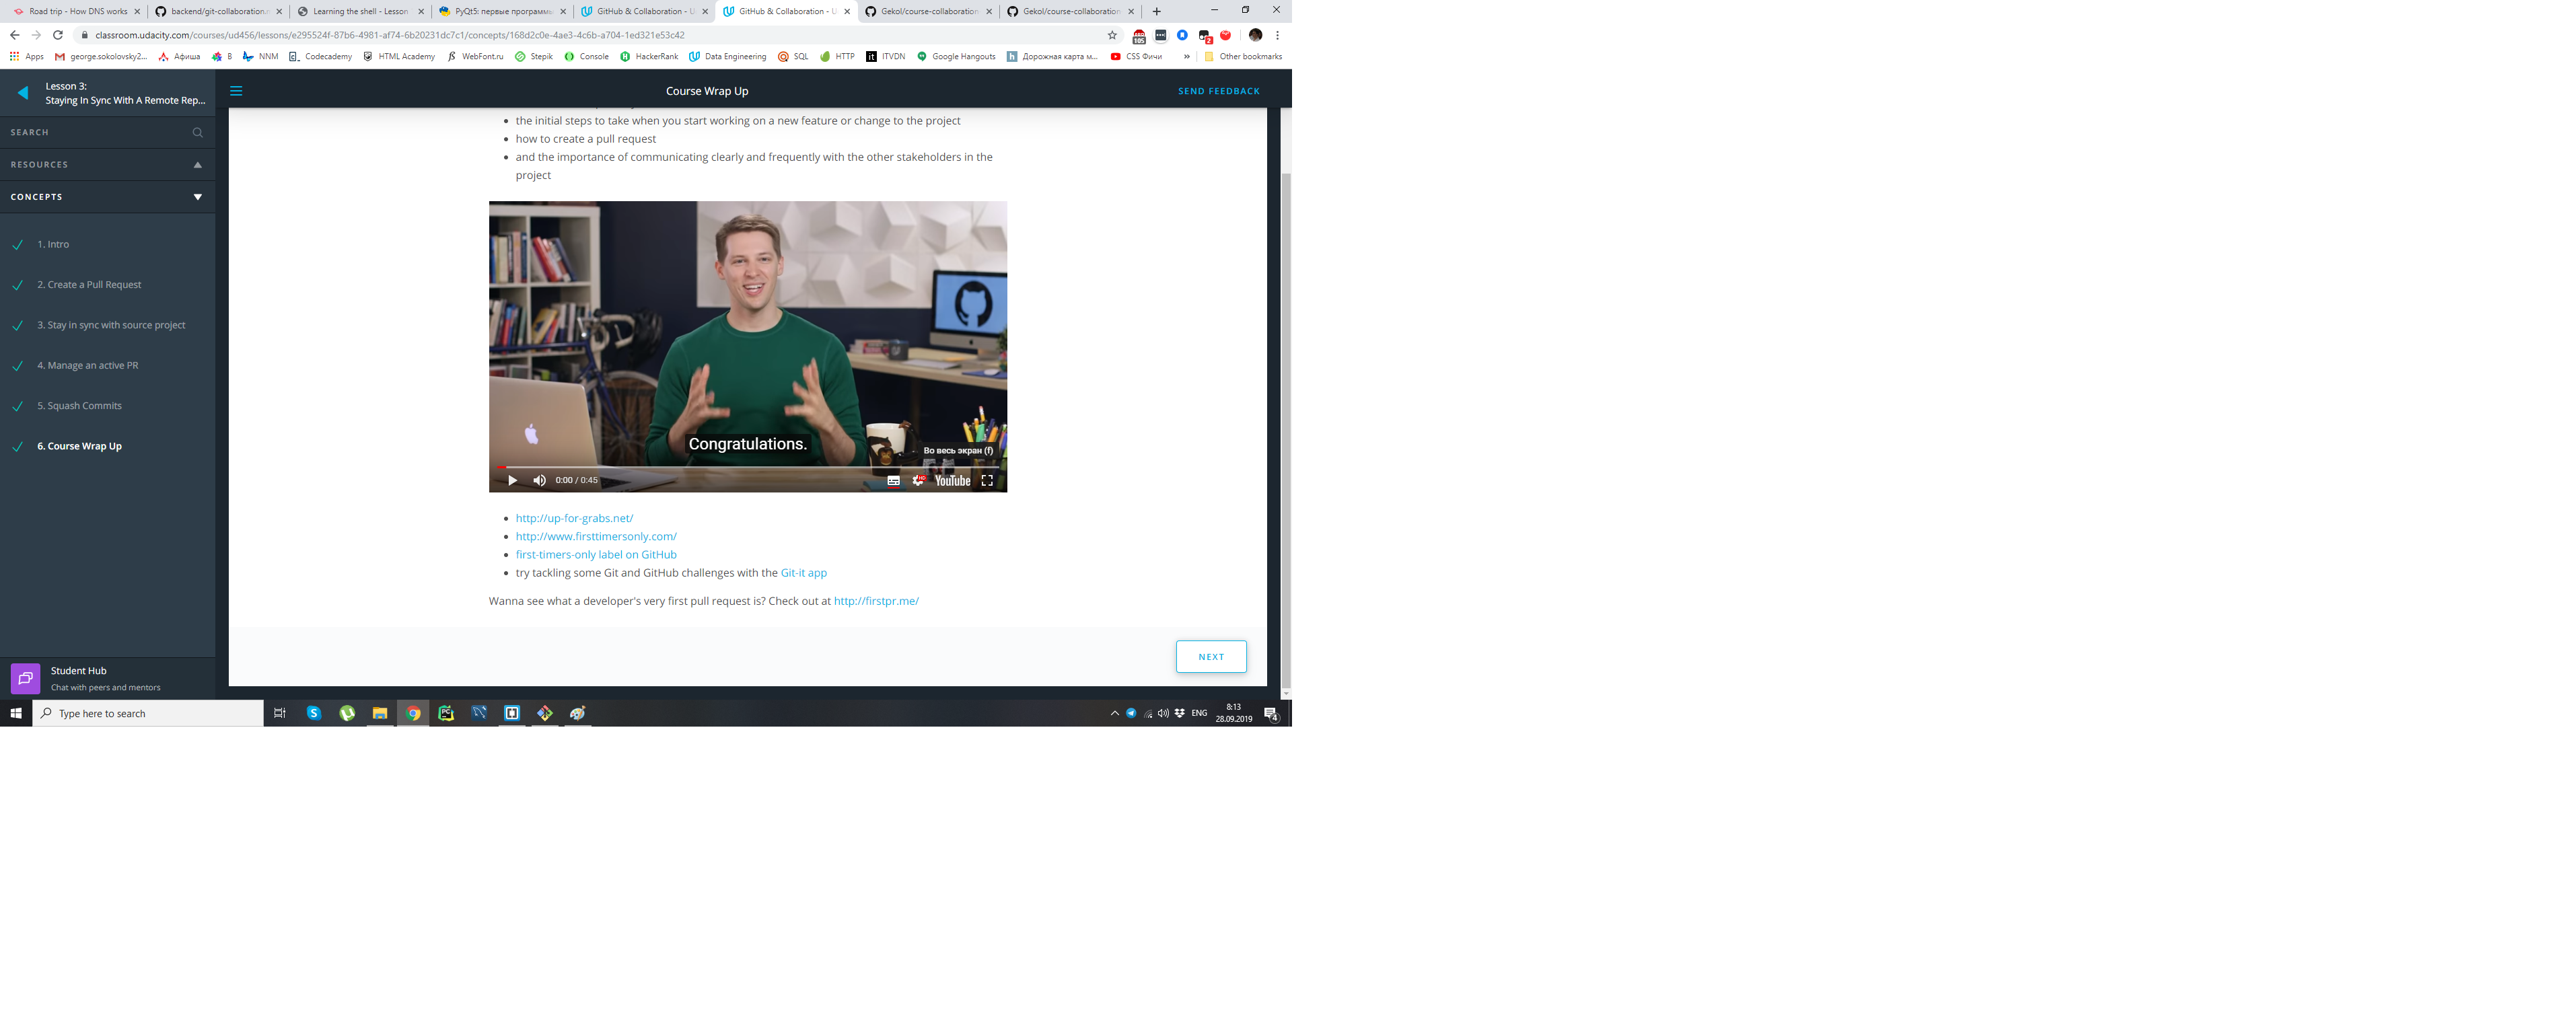 Road trip - How DNS works
backend/git-collaboration.m
Learning the shell - Lesson
PyQt5: первые программы
GitHub & Collaboration - U
GitHub & Collaboration - U
Gekol/course-collaboration
Gekol/course-collaboration
classroom.udacity.com/courses/ud456/lessons/e295524f-87b6-4981-af74-6b20231dc7c1/concepts/168d2c0e-4ae3-4c6b-a704-1ed321e53c42
105
2
Apps
george.sokolovsky2...
Афиша
B
NNM
Codecademy
HTML Academy
WebFont.ru
Stepik
Console
HackerRank
Data Engineering
SQL
HTTP
ITVDN
Google Hangouts
Дорожная карта м...
CSS Фичи
»
Other bookmarks
Lesson 3:
Staying In Sync With A Remote Rep...
SEARCH
RESOURCES
CONCEPTS
1. Intro
2. Create a Pull Request
3. Stay in sync with source project
4. Manage an active PR
5. Squash Commits
6. Course Wrap Up
Student Hub
Chat with peers and mentors
Course Wrap Up
SEND FEEDBACK
• the initial steps to take when you start working on a new feature or change to the project
• how to create a pull request
• and the importance of communicating clearly and frequently with the other stakeholders in the
project
Congratulations.
Во весь экран (f)
0:00 / 0:45
HD
YouTube
• http://up-for-grabs.net/
• http://www.firsttimersonly.com/
• first-timers-only label on GitHub
• try tackling some Git and GitHub challenges with the Git-it app
Wanna see what a developer's very first pull request is? Check out at http://firstpr.me/
NEXT
Type here to search
ENG
8:13
28.09.2019
4